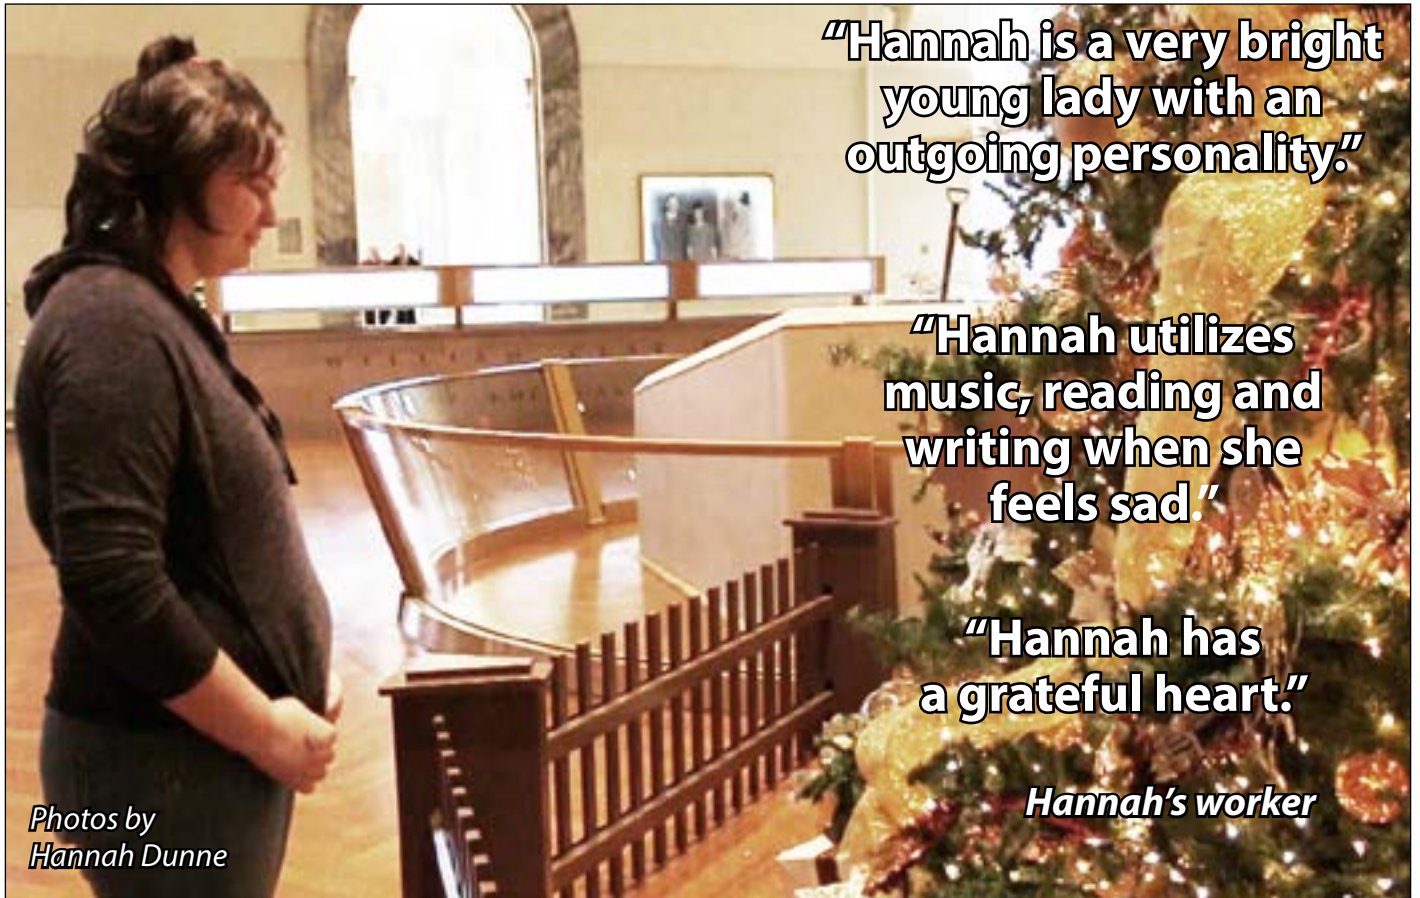 “Hannah is a very bright
young lady with an
outgoing personality.”
“Hannah utilizes
music, reading and
writing when she
feels sad.”
“Hannah has
a grateful heart.”
Hannah’s worker
Photos by
Hannah Dunne